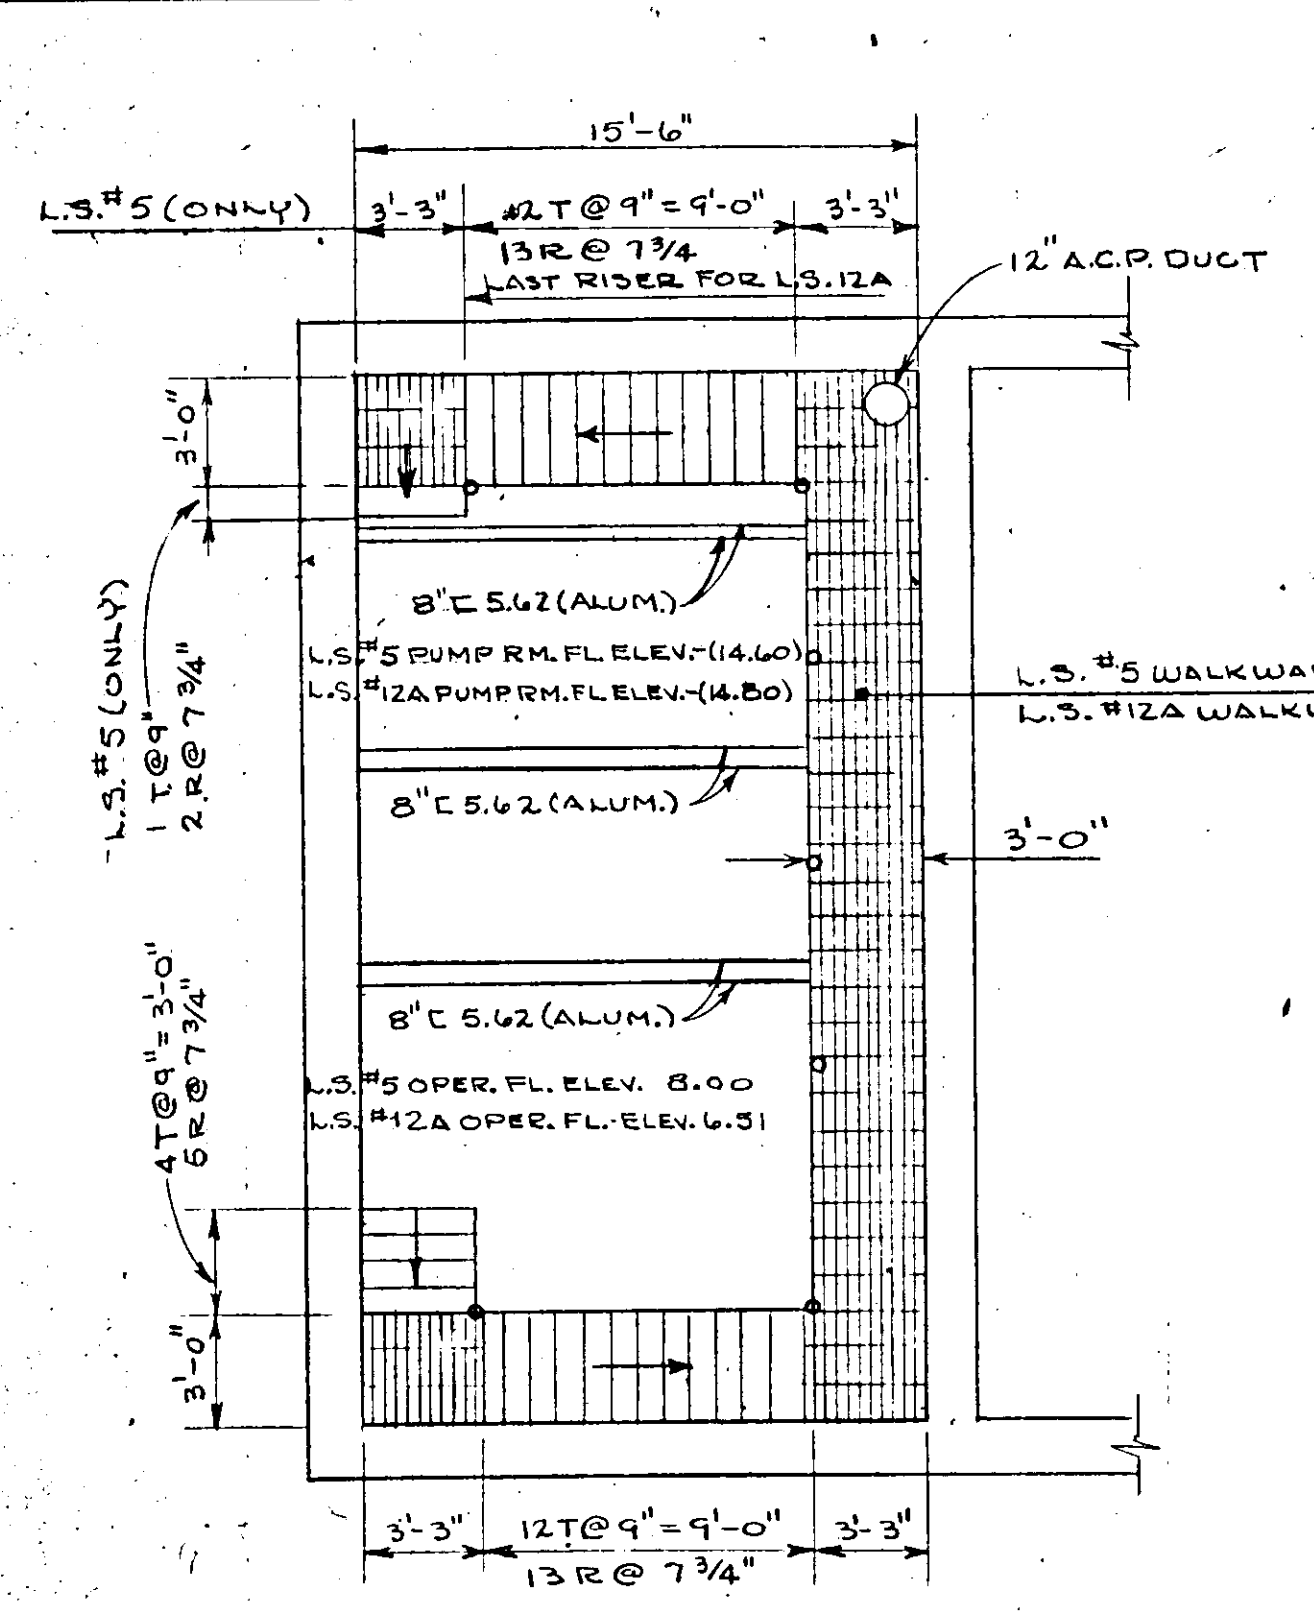 15'-6"
L.S.#5 (ONLY)
3'-3"
12 T @ 9" = 9'-0"
3'-3"
13 R @ 7 3/4
LAST RISER FOR L.S. 12A
12" A.C.P. DUCT
3'-0"
L.S. #5 (ONLY)
1 T. @ 9"
2 R @ 7 3/4"
8" [ 5.62 (ALUM.)
L.S. #5 PUMP RM. FL. ELEV.-(14.60)
L.S. #12A PUMP RM. FL ELEV.-(14.80)
L.S. #5 WALKWA
L.S. #12A WALK
8" [ 5.62 (ALUM.)
3'-0"
8" [ 5.62 (ALUM.)
4 T @ 9" = 3'-0"
5 R @ 7 3/4"
L.S. #5 OPER. FL. ELEV. 8.00
L.S. #12A OPER. FL. ELEV. 6.51
3'-0"
3'-3"
12 T @ 9" = 9'-0"
3'-3"
13 R @ 7 3/4"